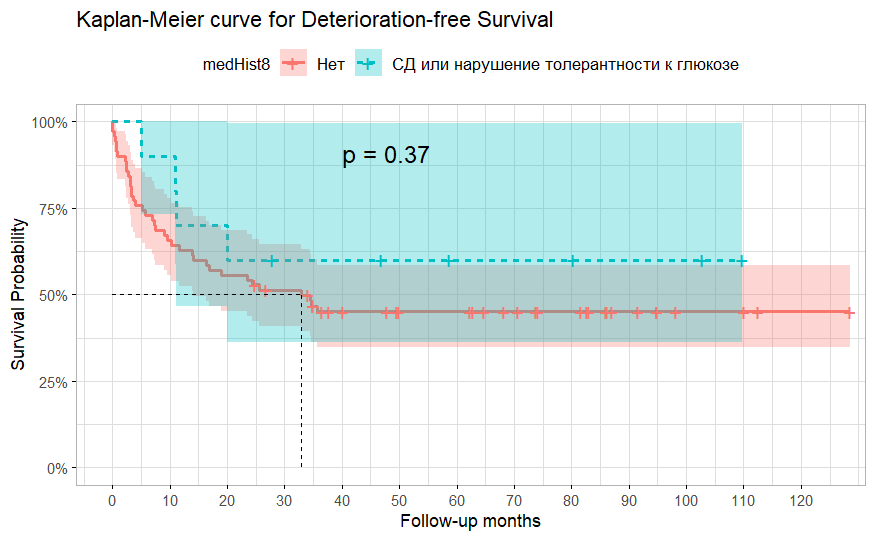 Kaplan-Meier curve for Deterioration-free Survival
medHist8 Нет СД или нарушение толерантности к глюкозе
p = 0.37
Survival Probability
100%
75%
50%
25%
0%
0 10 20 30 40 50 60 70 80 90 100 110 120
Follow-up months